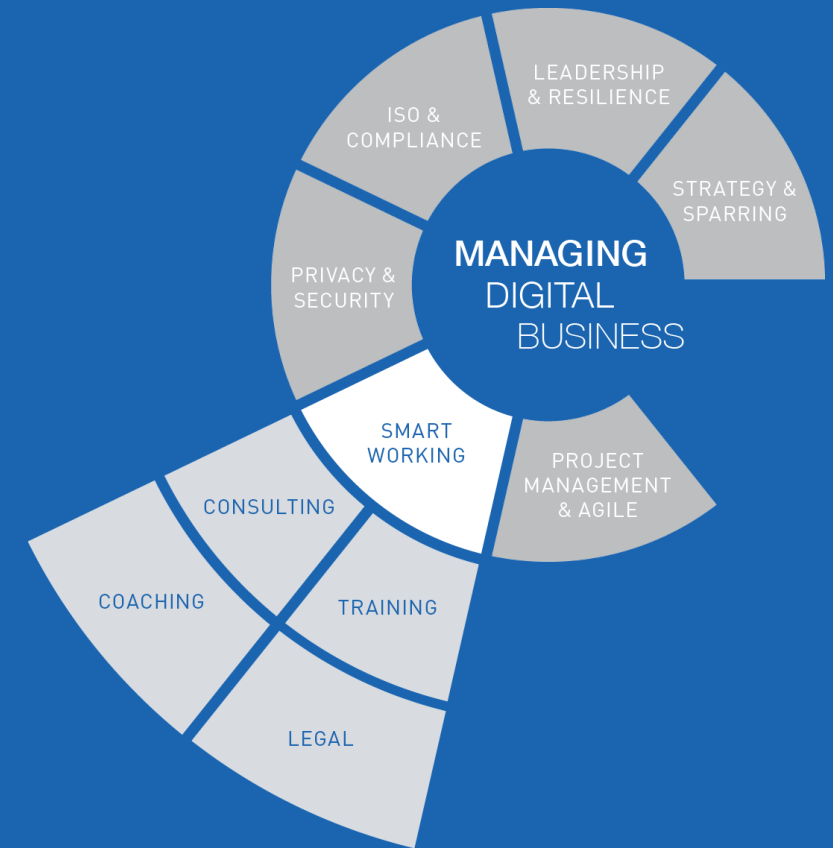 LEADERSHIP
& RESILIENCE
ISO &
COMPLIANCE
STRATEGY &
SPARRING
PRIVACY &
SECURITY
MANAGING
DIGITAL
BUSINESS
SMART
WORKING
PROJECT
MANAGEMENT
& AGILE
CONSULTING
COACHING
TRAINING
LEGAL